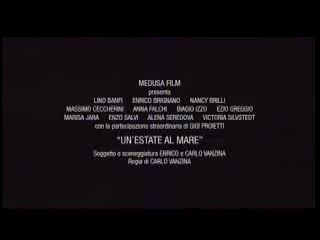 MEDUSA FILM
presenta
LINO BANFI ENRICO BRIGNANO NANCY BRILLI
MASSIMO CECCHERINI ANNA FALCHI BIAGIO IZZO EZIO GREGGIO
MARISA JARA ENZO SALVI ALENA SEREDOVA VICTORIA SILVSTEDT
con la partecipazione straordinaria di GIGI PROIETTI
"UN'ESTATE AL MARE"
Soggetto e sceneggiatura ENRICO e CARLO VANZINA
Regia di CARLO VANZINA